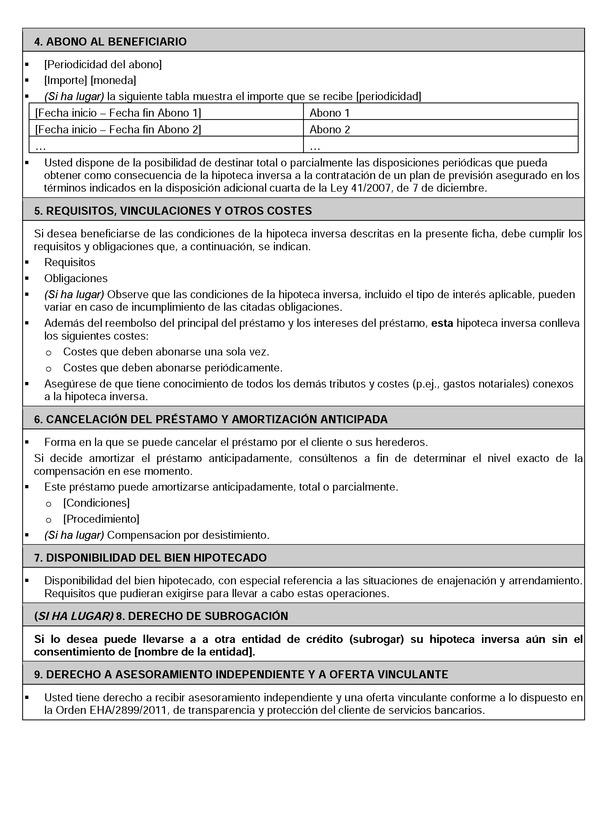 4. ABONO AL BENEFICIARIO
▪ [Periodicidad del abono]
▪ [Importe] [moneda]
▪ (Si ha lugar) la siguiente tabla muestra el importe que se recibe [periodicidad]
[Fecha inicio – Fecha fin Abono 1] Abono 1
[Fecha inicio – Fecha fin Abono 2] Abono 2
… …
▪ Usted dispone de la posibilidad de destinar total o parcialmente las disposiciones periódicas que pueda
obtener como consecuencia de la hipoteca inversa a la contratación de un plan de previsión asegurado en los
términos indicados en la disposición adicional cuarta de la Ley 41/2007, de 7 de diciembre.
5. REQUISITOS, VINCULACIONES Y OTROS COSTES
Si desea beneficiarse de las condiciones de la hipoteca inversa descritas en la presente ficha, debe cumplir los
requisitos y obligaciones que, a continuación, se indican.
▪ Requisitos
▪ Obligaciones
▪ (Si ha lugar) Observe que las condiciones de la hipoteca inversa, incluido el tipo de interés aplicable, pueden
variar en caso de incumplimiento de las citadas obligaciones.
▪ Además del reembolso del principal del préstamo y los intereses del préstamo, esta hipoteca inversa conlleva
los siguientes costes:
o Costes que deben abonarse una sola vez.
o Costes que deben abonarse periódicamente.
▪ Asegúrese de que tiene conocimiento de todos los demás tributos y costes (p.ej., gastos notariales) conexos
a la hipoteca inversa.
6. CANCELACIÓN DEL PRÉSTAMO Y AMORTIZACIÓN ANTICIPADA
▪ Forma en la que se puede cancelar el préstamo por el cliente o sus herederos.
Si decide amortizar el préstamo anticipadamente, consúltenos a fin de determinar el nivel exacto de la
compensación en ese momento.
▪ Este préstamo puede amortizarse anticipadamente, total o parcialmente.
o [Condiciones]
o [Procedimiento]
▪ (Si ha lugar) Compensacion por desistimiento.
7. DISPONIBILIDAD DEL BIEN HIPOTECADO
▪ Disponibilidad del bien hipotecado, con especial referencia a las situaciones de enajenación y arrendamiento.
Requisitos que pudieran exigirse para llevar a cabo estas operaciones.
(SI HA LUGAR) 8. DERECHO DE SUBROGACIÓN
Si lo desea puede llevarse a a otra entidad de crédito (subrogar) su hipoteca inversa aún sin el
consentimiento de [nombre de la entidad].
9. DERECHO A ASESORAMIENTO INDEPENDIENTE Y A OFERTA VINCULANTE
▪ Usted tiene derecho a recibir asesoramiento independiente y una oferta vinculante conforme a lo dispuesto en
la Orden EHA/2899/2011, de transparencia y protección del cliente de servicios bancarios.